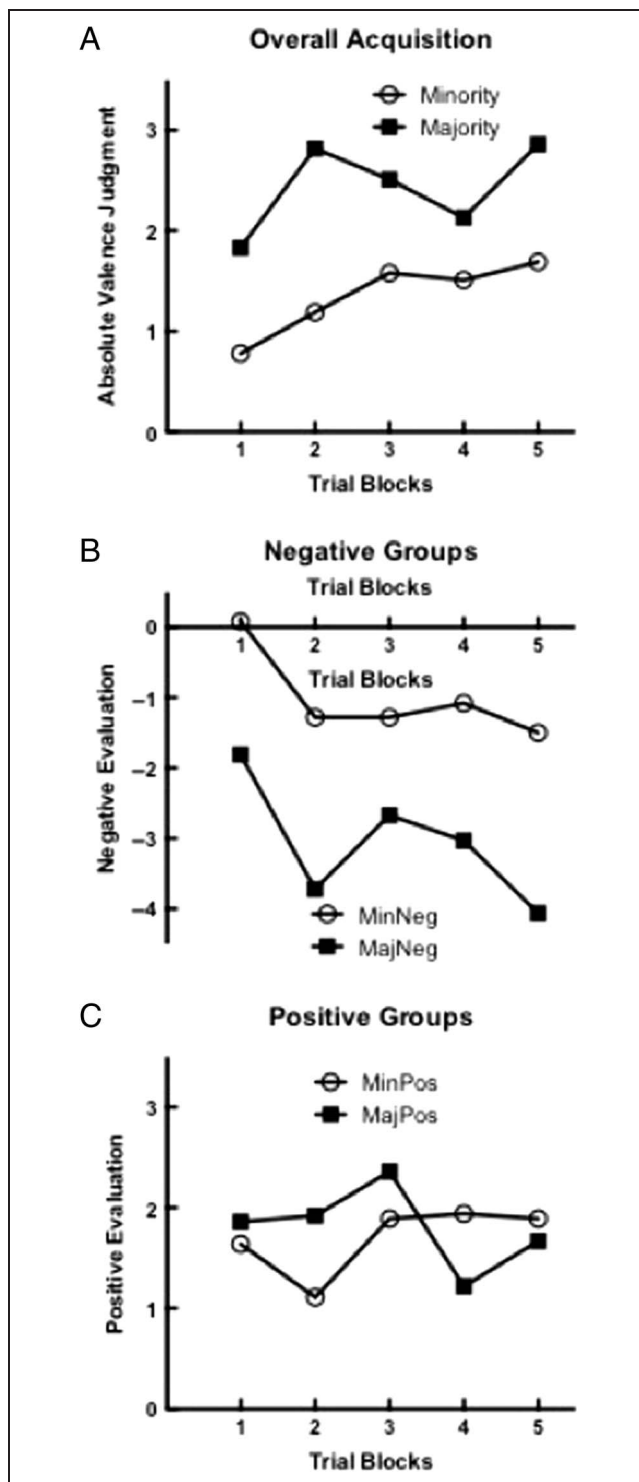 A
Overall Acquisition
Minority
Majority
Absolute Valence Judgment
3
2
1
0
1 2 3 4 5
Trial Blocks
B
Negative Groups
Trial Blocks
0
1 2 3 4 5
Trial Blocks
Negative Evaluation
−1
−2
−3
−4
MinNeg
MajNeg
C
Positive Groups
MinPos
MajPos
Positive Evaluation
3
2
1
0
1 2 3 4 5
Trial Blocks